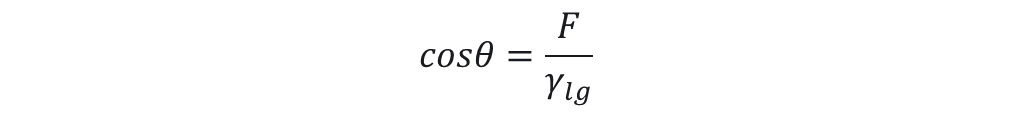 cosθ = F / γ_lg